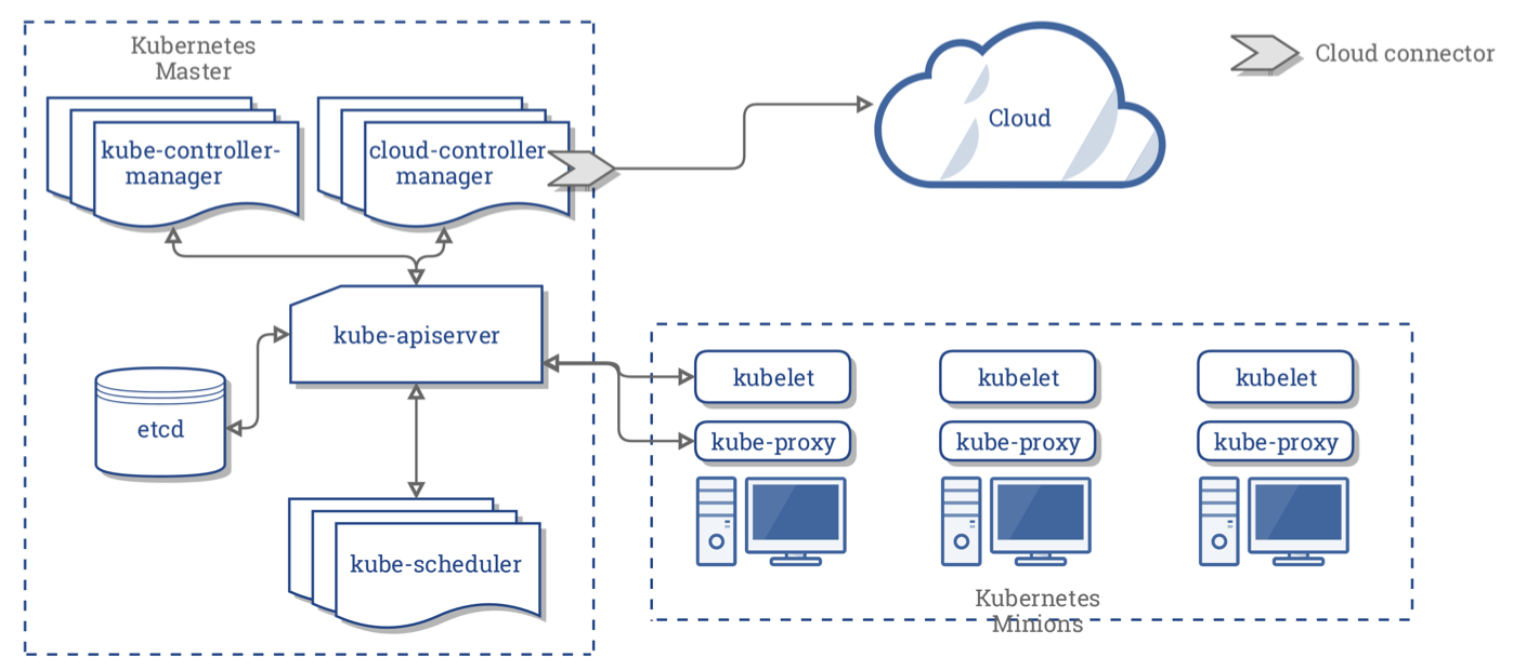 Kubernetes
Master
kube-controller-
manager
cloud-controller
manager
Cloud
Cloud connector
kube-apiserver
etcd
kube-scheduler
kubelet
kubelet
kubelet
kube-proxy
kube-proxy
kube-proxy
Kubernetes
Minions